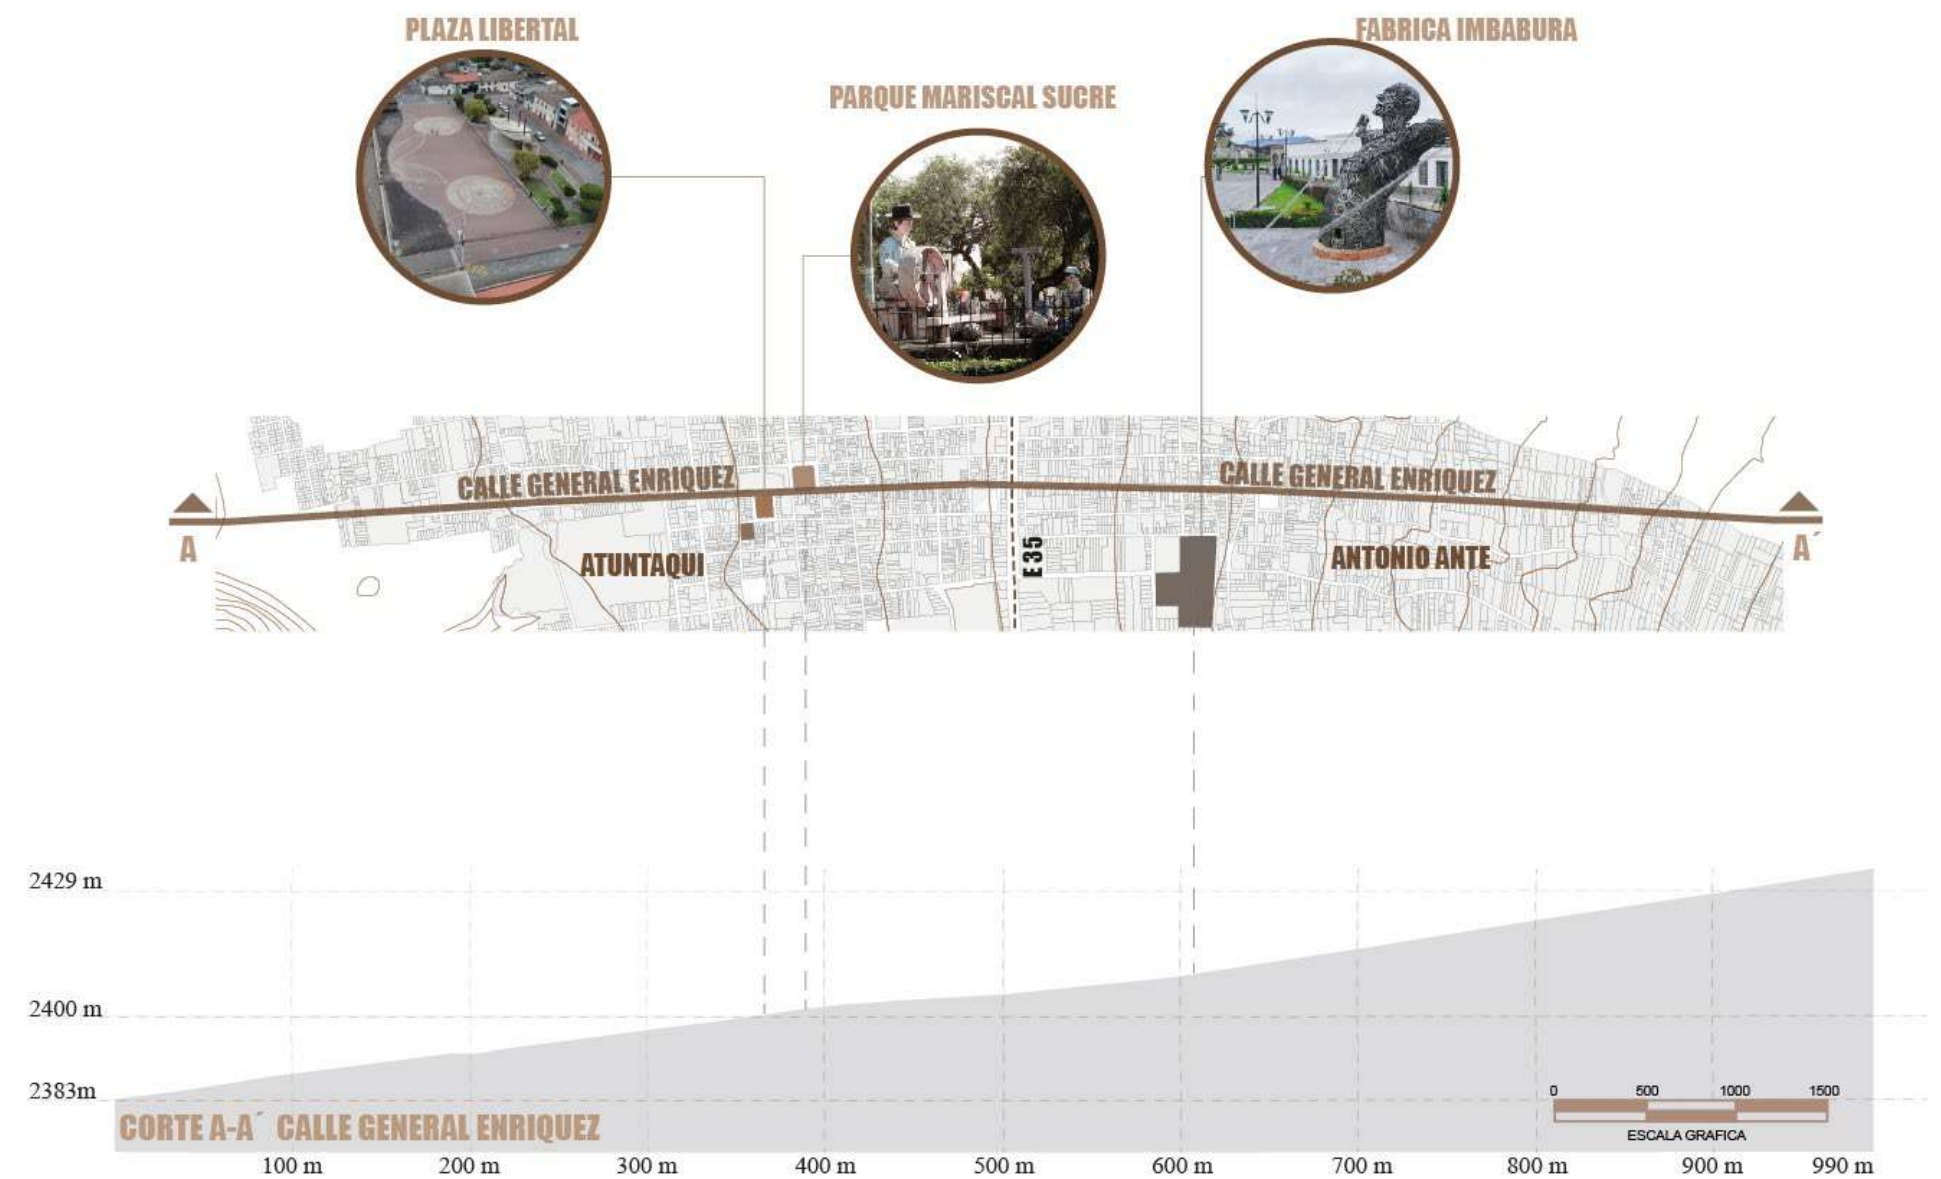 PLAZA LIBERTAL
FABRICA IMBABURA
PARQUE MARISCAL SUCRE
CALLE GENERAL ENRIQUEZ
CALLE GENERAL ENRIQUEZ
A
ATUNTAQUI
E 35
ANTONIO ANTE
A´
2429 m
2400 m
2383m
CORTE A-A´ CALLE GENERAL ENRIQUEZ
0 500 1000 1500
ESCALA GRAFICA
100 m 200 m 300 m 400 m 500 m 600 m 700 m 800 m 900 m 990 m